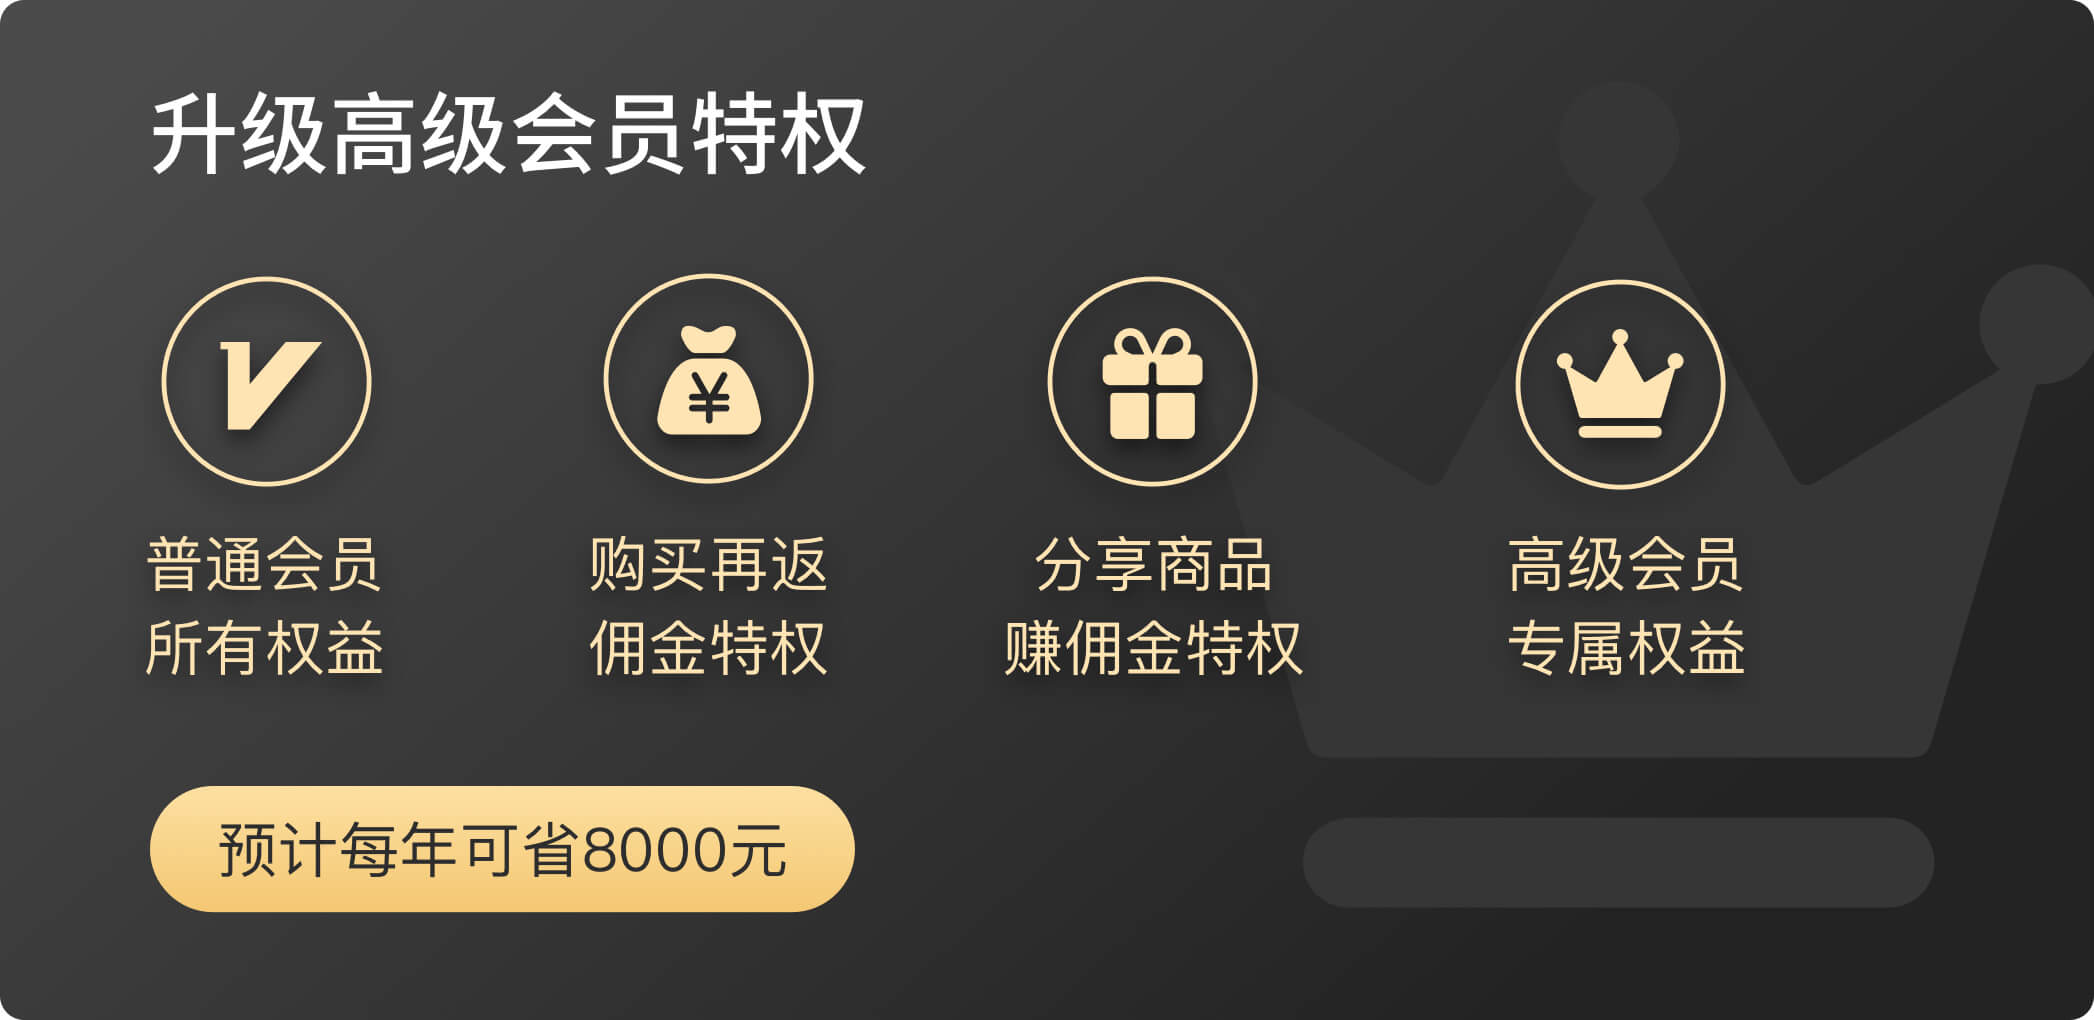 升级高级会员特权
普通会员
所有权益
购买再返
佣金特权
分享商品
赚佣金特权
高级会员
专属权益
预计每年可省8000元